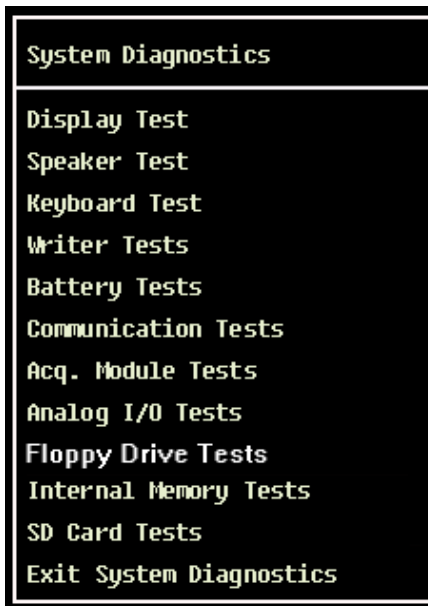 System Diagnostics
Display Test
Speaker Test
Keyboard Test
Writer Tests
Battery Tests
Communication Tests
Acq. Module Tests
Analog I/O Tests
Floppy Drive Tests
Internal Memory Tests
SD Card Tests
Exit System Diagnostics